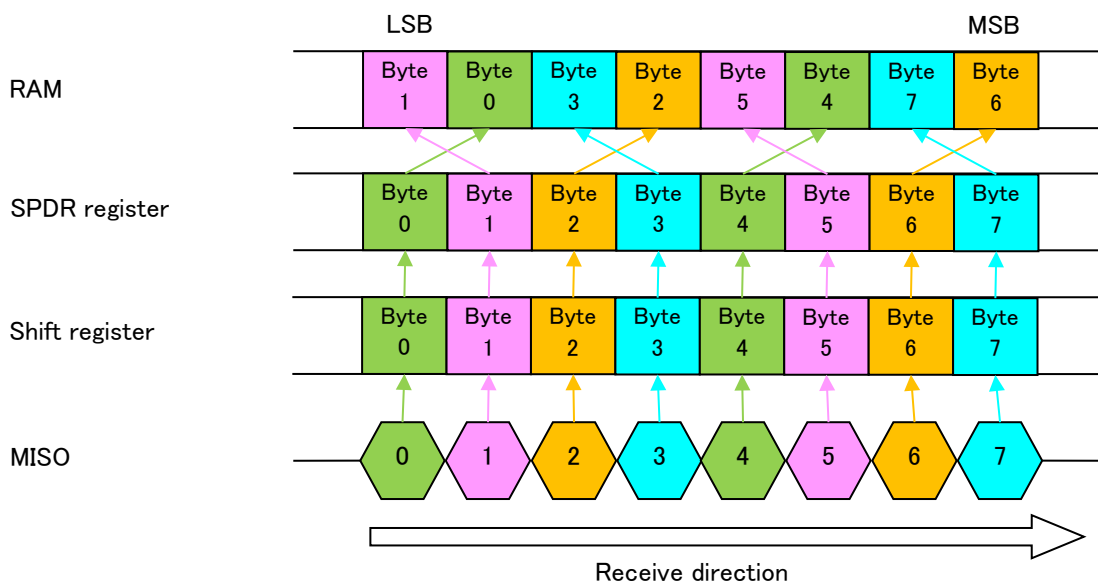 LSB MSB
RAM
Byte Byte Byte Byte Byte Byte Byte Byte
1 0 3 2 5 4 7 6
SPDR register
Byte Byte Byte Byte Byte Byte Byte Byte
0 1 2 3 4 5 6 7
Shift register
Byte Byte Byte Byte Byte Byte Byte Byte
0 1 2 3 4 5 6 7
MISO
0 1 2 3 4 5 6 7
Receive direction